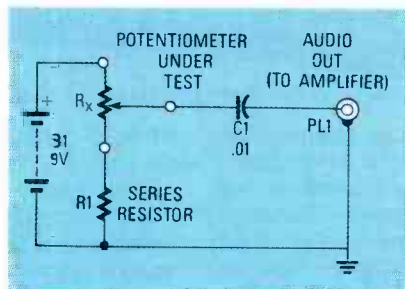 POTENTIOMETER
UNDER
TEST
AUDIO
OUT
(TO AMPLIFIER)
+
RX
C1
.01
PL1
B1
9V
R1
SERIES
RESISTOR